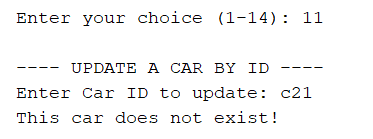 Enter your choice (1-14): 11
---- UPDATE A CAR BY ID ----
Enter Car ID to update: c21
This car does not exist!